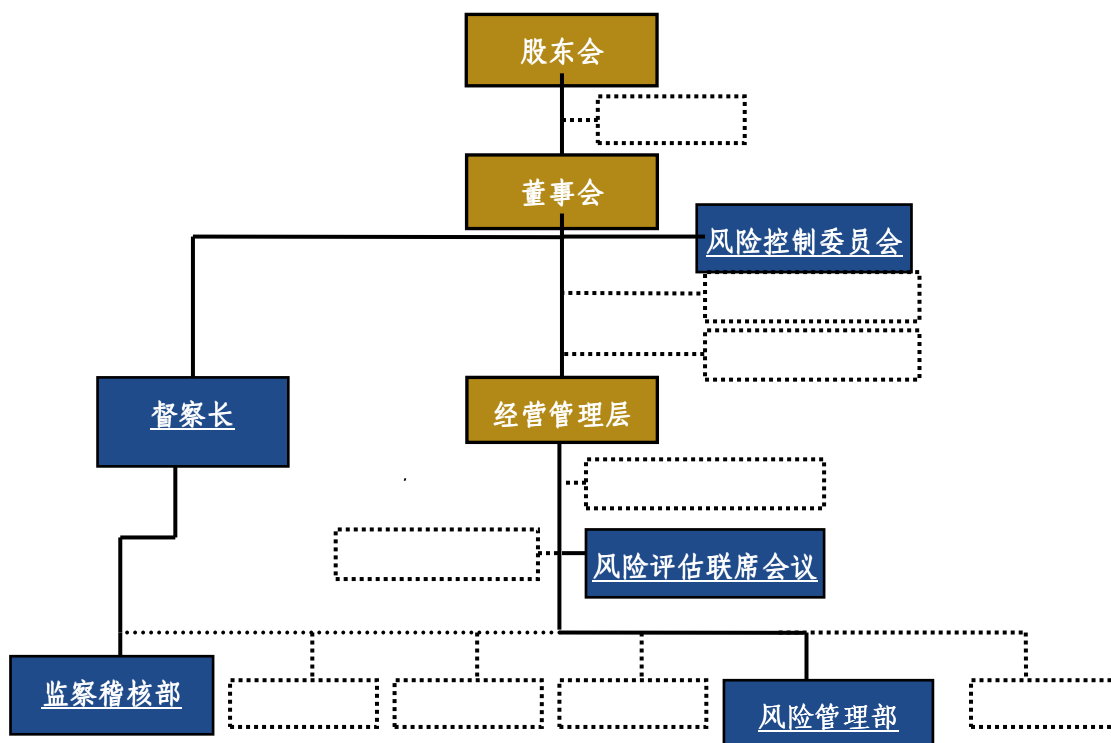 股东会
董事会
风险控制委员会
督察长
经营管理层
风险评估联席会议
监察稽核部
风险管理部